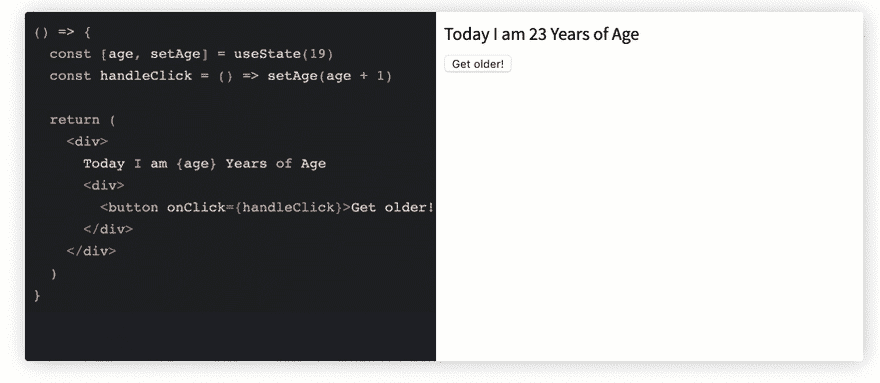 () => {
const [age, setAge] = useState(19)
const handleClick = () => setAge(age + 1)
return (
<div>
Today I am {age} Years of Age
<div>
<button onClick={handleClick}>Get older!
</div>
</div>
)
}
Today I am 23 Years of Age
Get older!